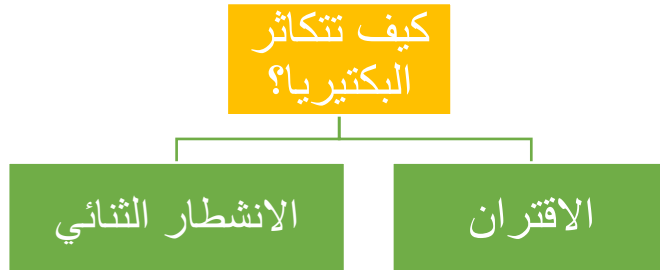 كيف تتكاثر
البكتيريا؟
الاقتران
الانشطار الثنائي